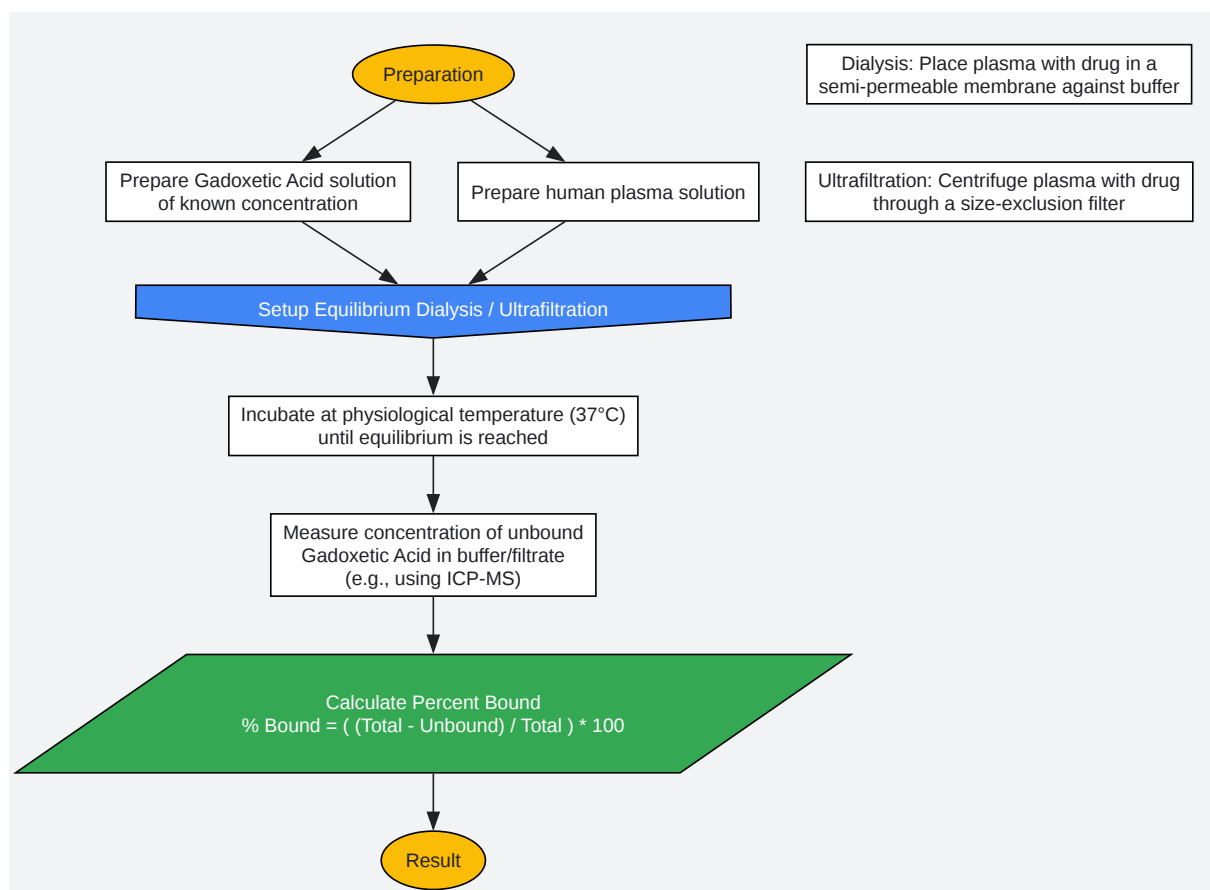 Preparation
Dialysis: Place plasma with drug in a
semi-permeable membrane against buffer
Prepare Gadoxetic Acid solution
of known concentration
Prepare human plasma solution
Ultrafiltration: Centrifuge plasma with drug
through a size-exclusion filter
Setup Equilibrium Dialysis / Ultrafiltration
Incubate at physiological temperature (37°C)
until equilibrium is reached
Measure concentration of unbound
Gadoxetic Acid in buffer/filtrate
(e.g., using ICP-MS)
Calculate Percent Bound
% Bound = ( (Total - Unbound) / Total ) * 100
Result